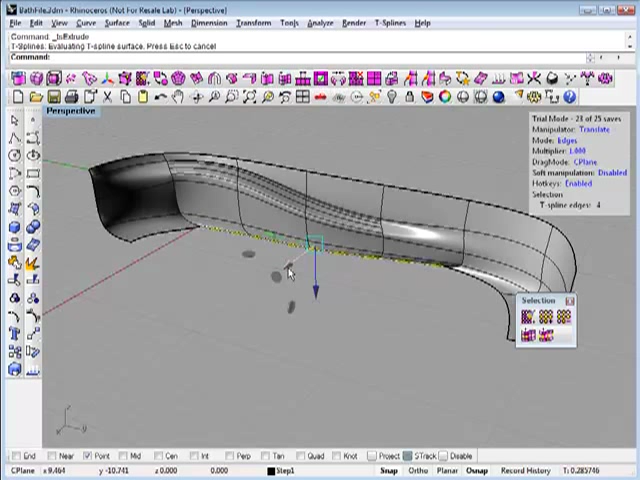 BathFile.3dm - Rhinoceros (Not For Resale Lab) - [Perspective]
File Edit View Curve Surface Solid Mesh Dimension Transform Tools Analyze Render T-Splines Help
Command: _tsExtrude
T-Splines: Evaluating T-spline surface. Press Esc to cancel
Command:
Perspective
Trial Mode - 23 of 25 saves
Manipulator: Translate
Mode: Edges
Multiplier: 1.000
DragMode: CPlane
Soft manipulation: Disabled
Hotkeys: Enabled
Selection
T-spline edges: 4
Selection
z
y
x
End Near Point Mid Cen Int Perp Tan Quad Knot Project STrack Disable
CPlane x 9.464 y -10.741 z 0.000 0.000 Step1 Snap Ortho Planar Osnap Record History T:0.285746